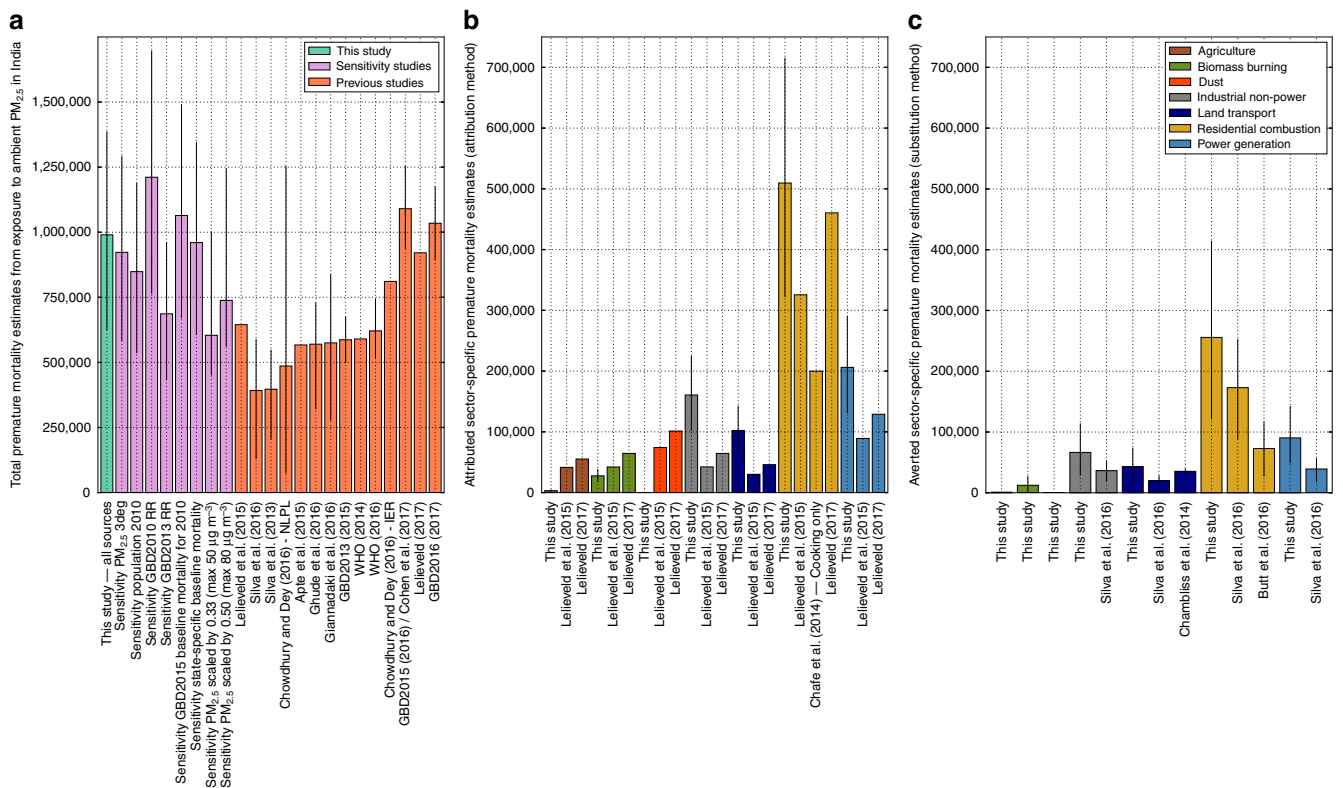 a
Total premature mortality estimates from exposure to ambient PM2.5 in India
1,500,000
1,250,000
1,000,000
750,000
500,000
250,000
0
This study
Sensitivity studies
Previous studies
This study — all sources
Sensitivity PM2.5 3deg
Sensitivity population 2010
Sensitivity GBD2010 RR
Sensitivity GBD2013 RR
Sensitivity GBD2015 baseline mortality for 2010
Sensitivity state-specific baseline mortality
Sensitivity PM2.5 scaled by 0.33 (max 50 µg m−3)
Sensitivity PM2.5 scaled by 0.50 (max 80 µg m−3)
Lelieveld et al. (2015)
Silva et al. (2016)
Silva et al. (2013)
Chowdhury and Dey (2016) - NLPL
Apte et al. (2015)
Ghude et al. (2016)
Giannadaki et al. (2016)
GBD2013 (2015)
WHO (2014)
WHO (2016)
Chowdhury and Dey (2016) - IER
GBD2015 (2016) / Cohen et al. (2017)
Lelieveld (2017)
GBD2016 (2017)
b
Attributed sector-specific premature mortality estimates (attribution method)
700,000
600,000
500,000
400,000
300,000
200,000
100,000
0
This study
Lelieveld et al. (2015)
Lelieveld (2017)
This study
Lelieveld et al. (2015)
Lelieveld (2017)
This study
Lelieveld et al. (2015)
Lelieveld (2017)
This study
Lelieveld et al. (2015)
Lelieveld (2017)
This study
Lelieveld et al. (2015)
Lelieveld (2017)
This study
Lelieveld et al. (2015)
Chafe et al. (2014) — Cooking only
Lelieveld (2017)
This study
Lelieveld et al. (2015)
Lelieveld (2017)
c
Averted sector-specific premature mortality estimates (substitution method)
700,000
600,000
500,000
400,000
300,000
200,000
100,000
0
Agriculture
Biomass burning
Dust
Industrial non-power
Land transport
Residential combustion
Power generation
This study
This study
This study
This study
Silva et al. (2016)
This study
Silva et al. (2016)
Chambliss et al. (2014)
This study
Silva et al. (2016)
Butt et al. (2016)
This study
Silva et al. (2016)